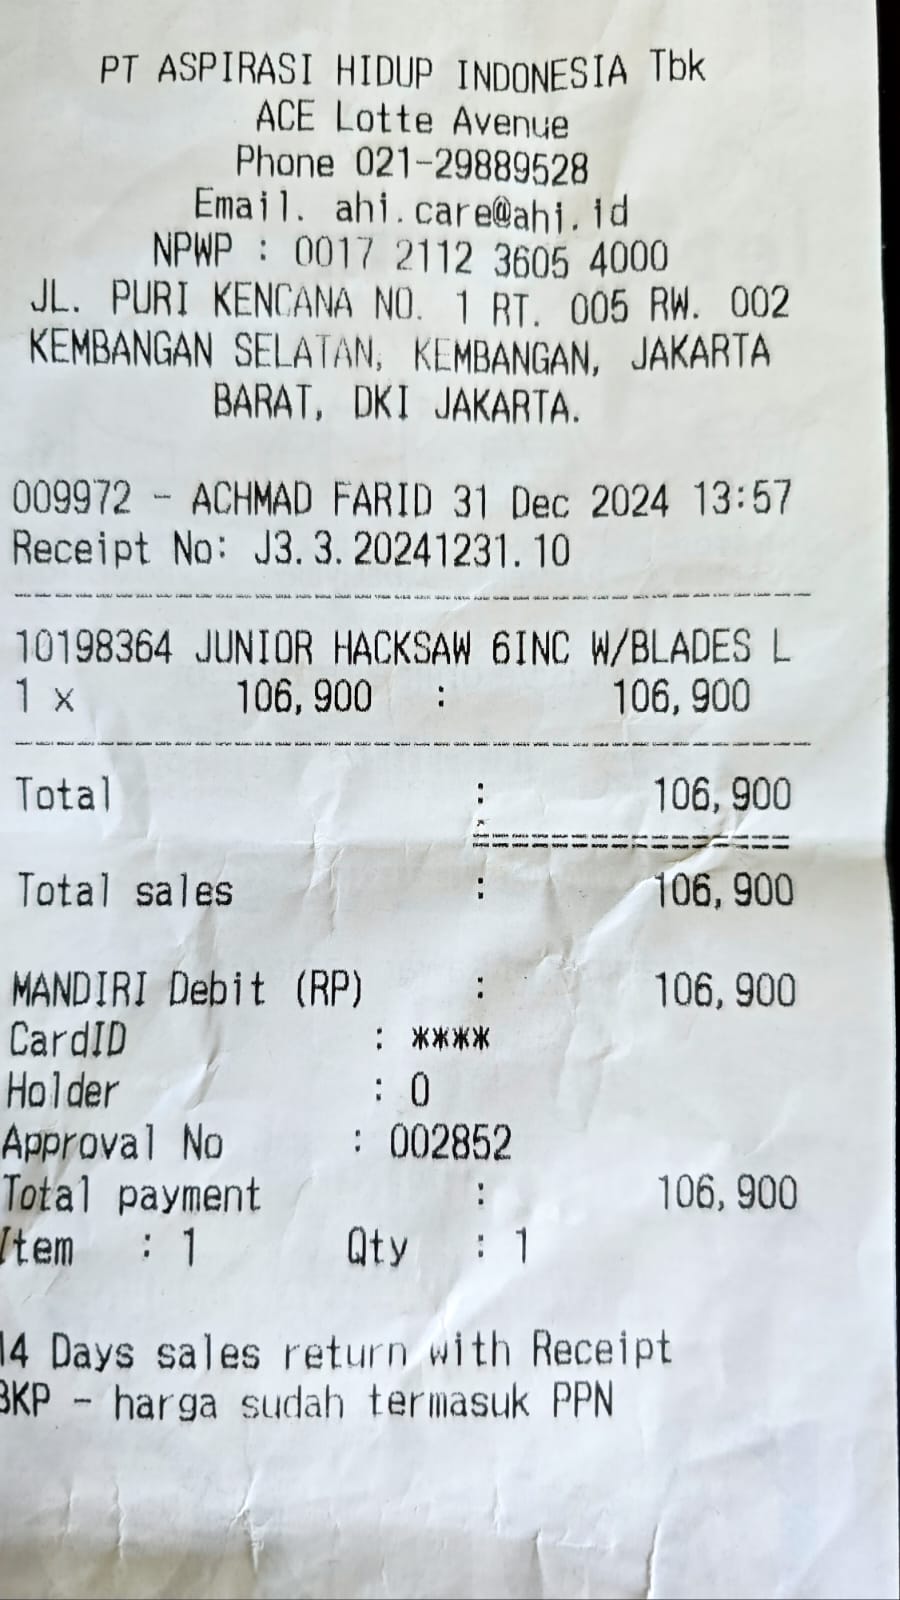 PT ASPIRASI HIDUP INDONESIA Tbk
ACE Lotte Avenue
Phone 021-29889528
Email. ahi.care@ahi.id
NPWP : 0017 2112 3605 4000
JL. PURI KENCANA NO. 1 RT. 005 RW. 002
KEMBANGAN SELATAN, KEMBANGAN, JAKARTA
BARAT, DKI JAKARTA.
009972 - ACHMAD FARID 31 Dec 2024 13:57
Receipt No: J3.3.20241231.10
10198364 JUNIOR HACKSAW 6INC W/BLADES L
1 x 106,900 : 106,900
Total : 106,900
Total sales : 106,900
MANDIRI Debit (RP) : 106,900
CardID : ****
Holder : 0
Approval No : 002852
Total payment : 106,900
Item : 1 Qty : 1
14 Days sales return with Receipt
BKP - harga sudah termasuk PPN